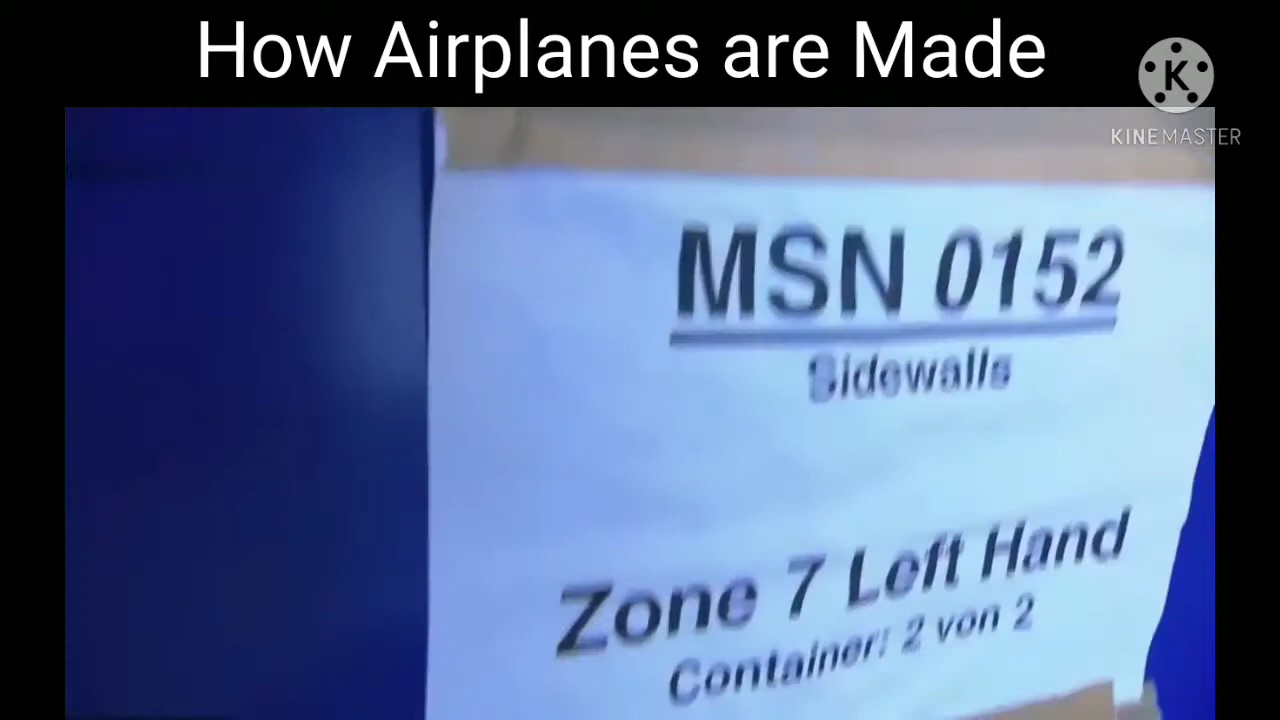 How Airplanes are Made
K
KINEMASTER
MSN 0152
Sidewalls
Zone 7 Left Hand
Container: 2 von 2